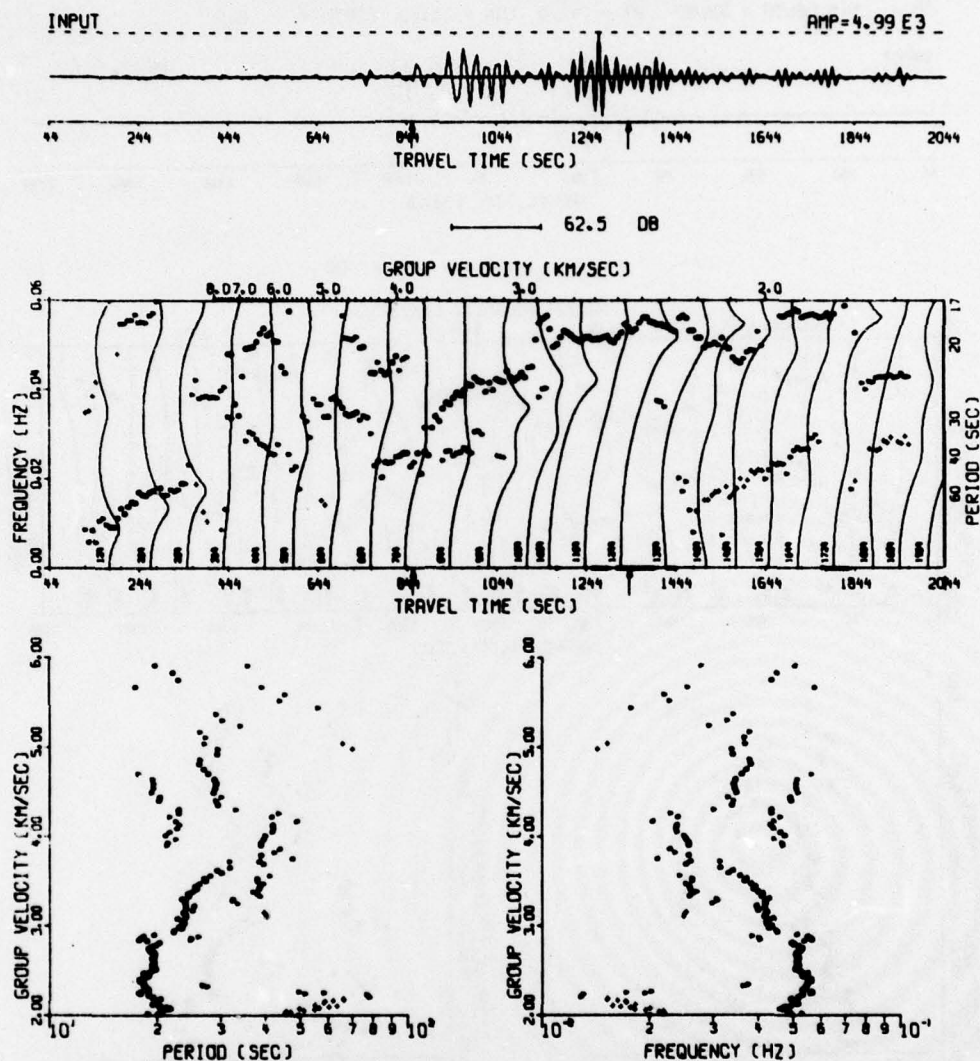 INPUT AMP=4.99 E3
44 244 444 644 844 1044 1244 1444 1644 1844 2044
TRAVEL TIME (SEC)
62.5 DB
GROUP VELOCITY (KM/SEC)
8.0 7.0 6.0 5.0 4.0 3.0 2.0
FREQUENCY (HZ)
0.06
0.04
0.02
0.00
17
20
30
40
60
PERIOD (SEC)
44 244 444 644 844 1044 1244 1444 1644 1844 2044
TRAVEL TIME (SEC)
GROUP VELOCITY (KM/SEC)
6.00
5.00
4.00
3.00
2.00
10¹ 2 3 4 5 6 7 8 9 10²
PERIOD (SEC)
GROUP VELOCITY (KM/SEC)
6.00
5.00
4.00
3.00
2.00
10⁻² 2 3 4 5 6 7 8 9 10⁻¹
FREQUENCY (HZ)